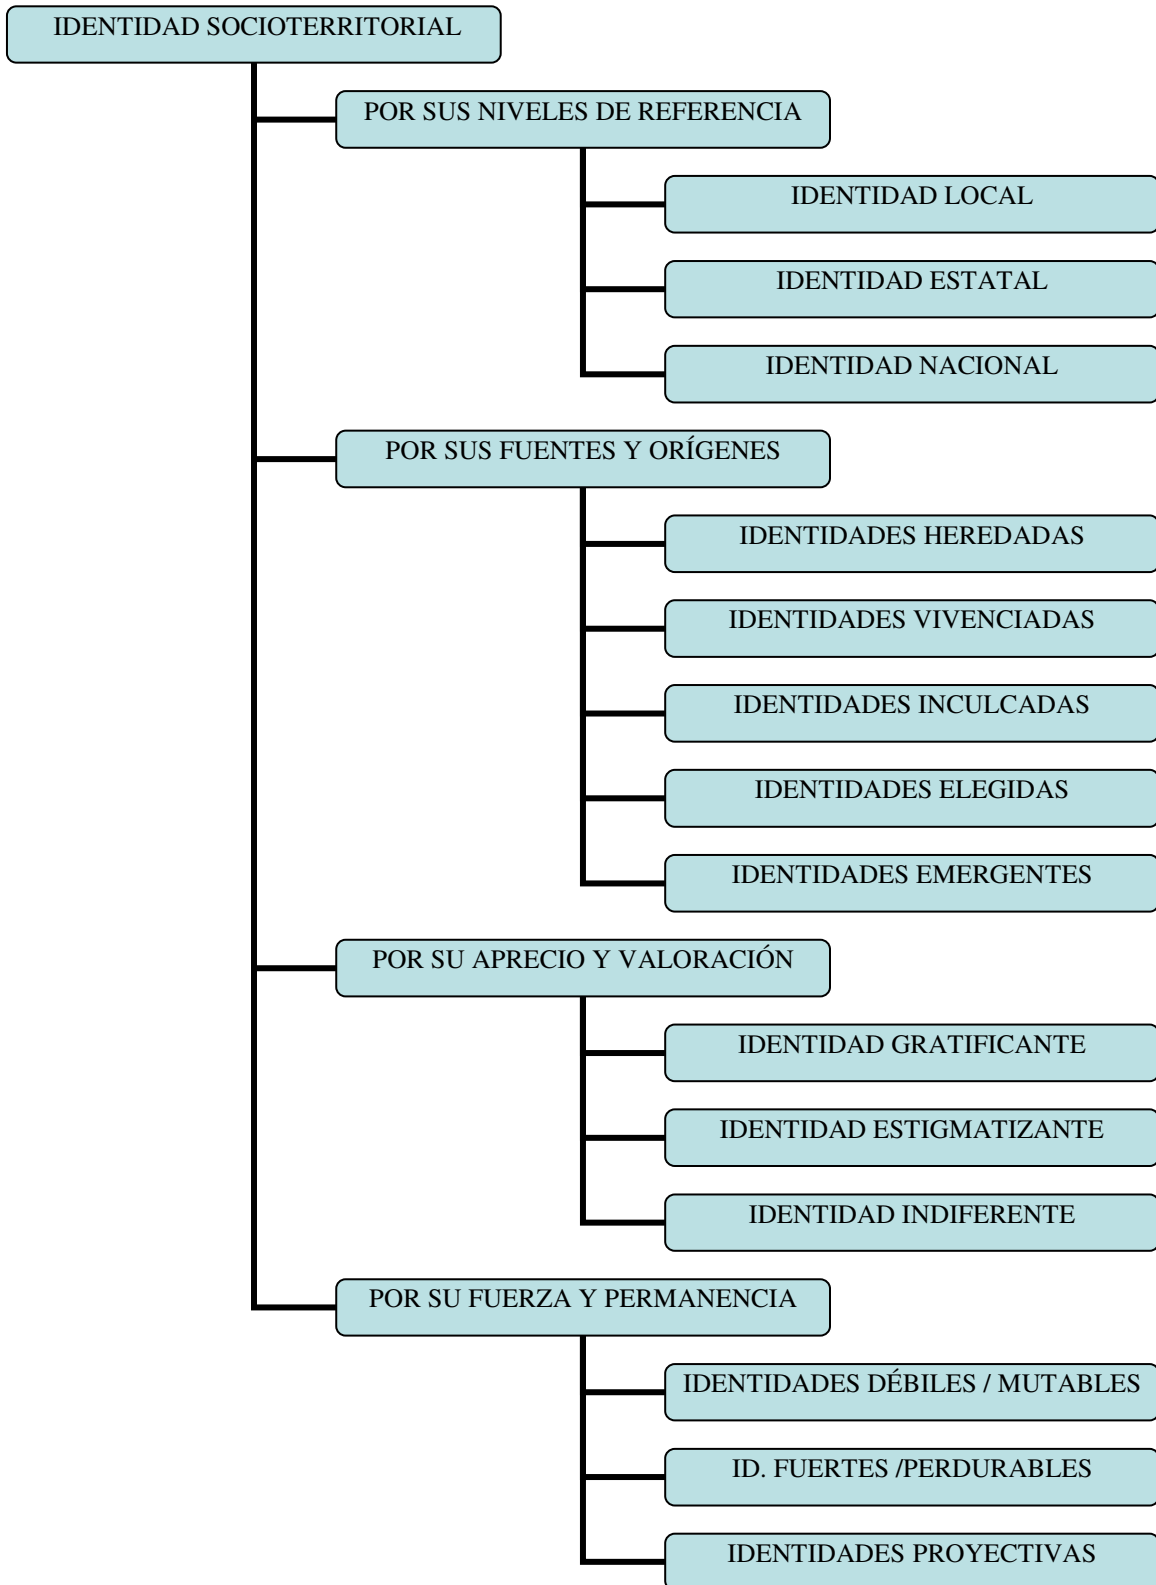 IDENTIDAD SOCIOTERRITORIAL
POR SUS NIVELES DE REFERENCIA
IDENTIDAD LOCAL
IDENTIDAD ESTATAL
IDENTIDAD NACIONAL
POR SUS FUENTES Y ORÍGENES
IDENTIDADES HEREDADAS
IDENTIDADES VIVENCIADAS
IDENTIDADES INCULCADAS
IDENTIDADES ELEGIDAS
IDENTIDADES EMERGENTES
POR SU APRECIO Y VALORACIÓN
IDENTIDAD GRATIFICANTE
IDENTIDAD ESTIGMATIZANTE
IDENTIDAD INDIFERENTE
POR SU FUERZA Y PERMANENCIA
IDENTIDADES DÉBILES / MUTABLES
ID. FUERTES /PERDURABLES
IDENTIDADES PROYECTIVAS